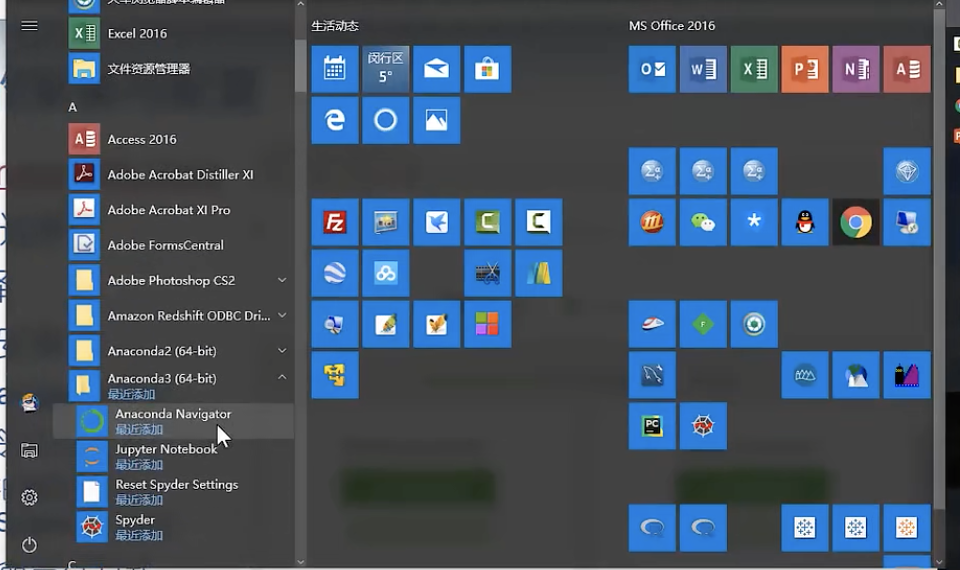 Excel 2016
文件资源管理器
A
Access 2016
Adobe Acrobat Distiller XI
Adobe Acrobat XI Pro
Adobe FormsCentral
Adobe Photoshop CS2
Amazon Redshift ODBC Dri...
Anaconda2 (64-bit)
Anaconda3 (64-bit)
最近添加
Anaconda Navigator
最近添加
Jupyter Notebook
最近添加
Reset Spyder Settings
最近添加
Spyder
最近添加
生活动态
闵行区
5°
MS Office 2016